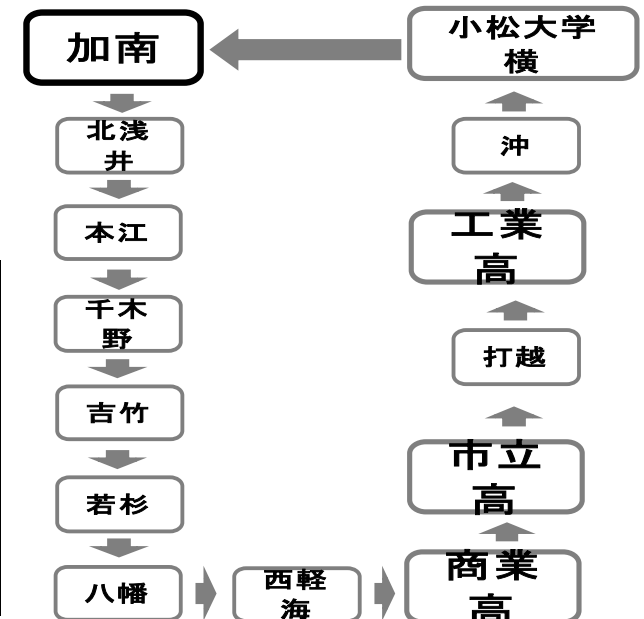 加南
北浅
井
本江
千木
野
吉竹
若杉
八幡
西軽
海
商業
高
市立
高
打越
工業
高
沖
小松大学
横